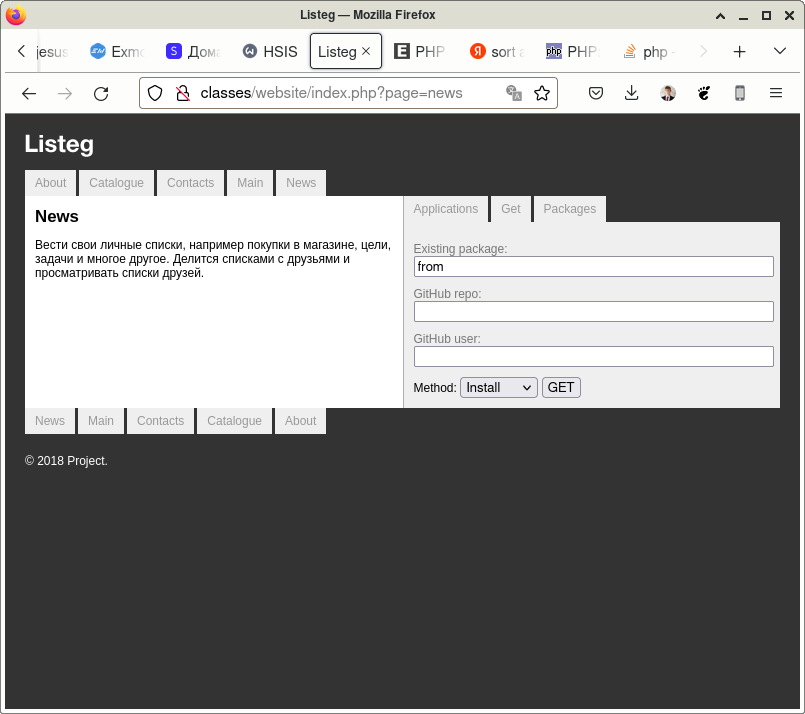 Listeg — Mozilla Firefox
jesus Exmo Дома HSIS Listeg PHP sort a PHP: php -
classes/website/index.php?page=news
Listeg
About Catalogue Contacts Main News
Applications Get Packages
News
Вести свои личные списки, например покупки в магазине, цели,
задачи и многое другое. Делится списками с друзьями и
просматривать списки друзей.
Existing package:
from
GitHub repo:
GitHub user:
Method: Install GET
News Main Contacts Catalogue About
© 2018 Project.